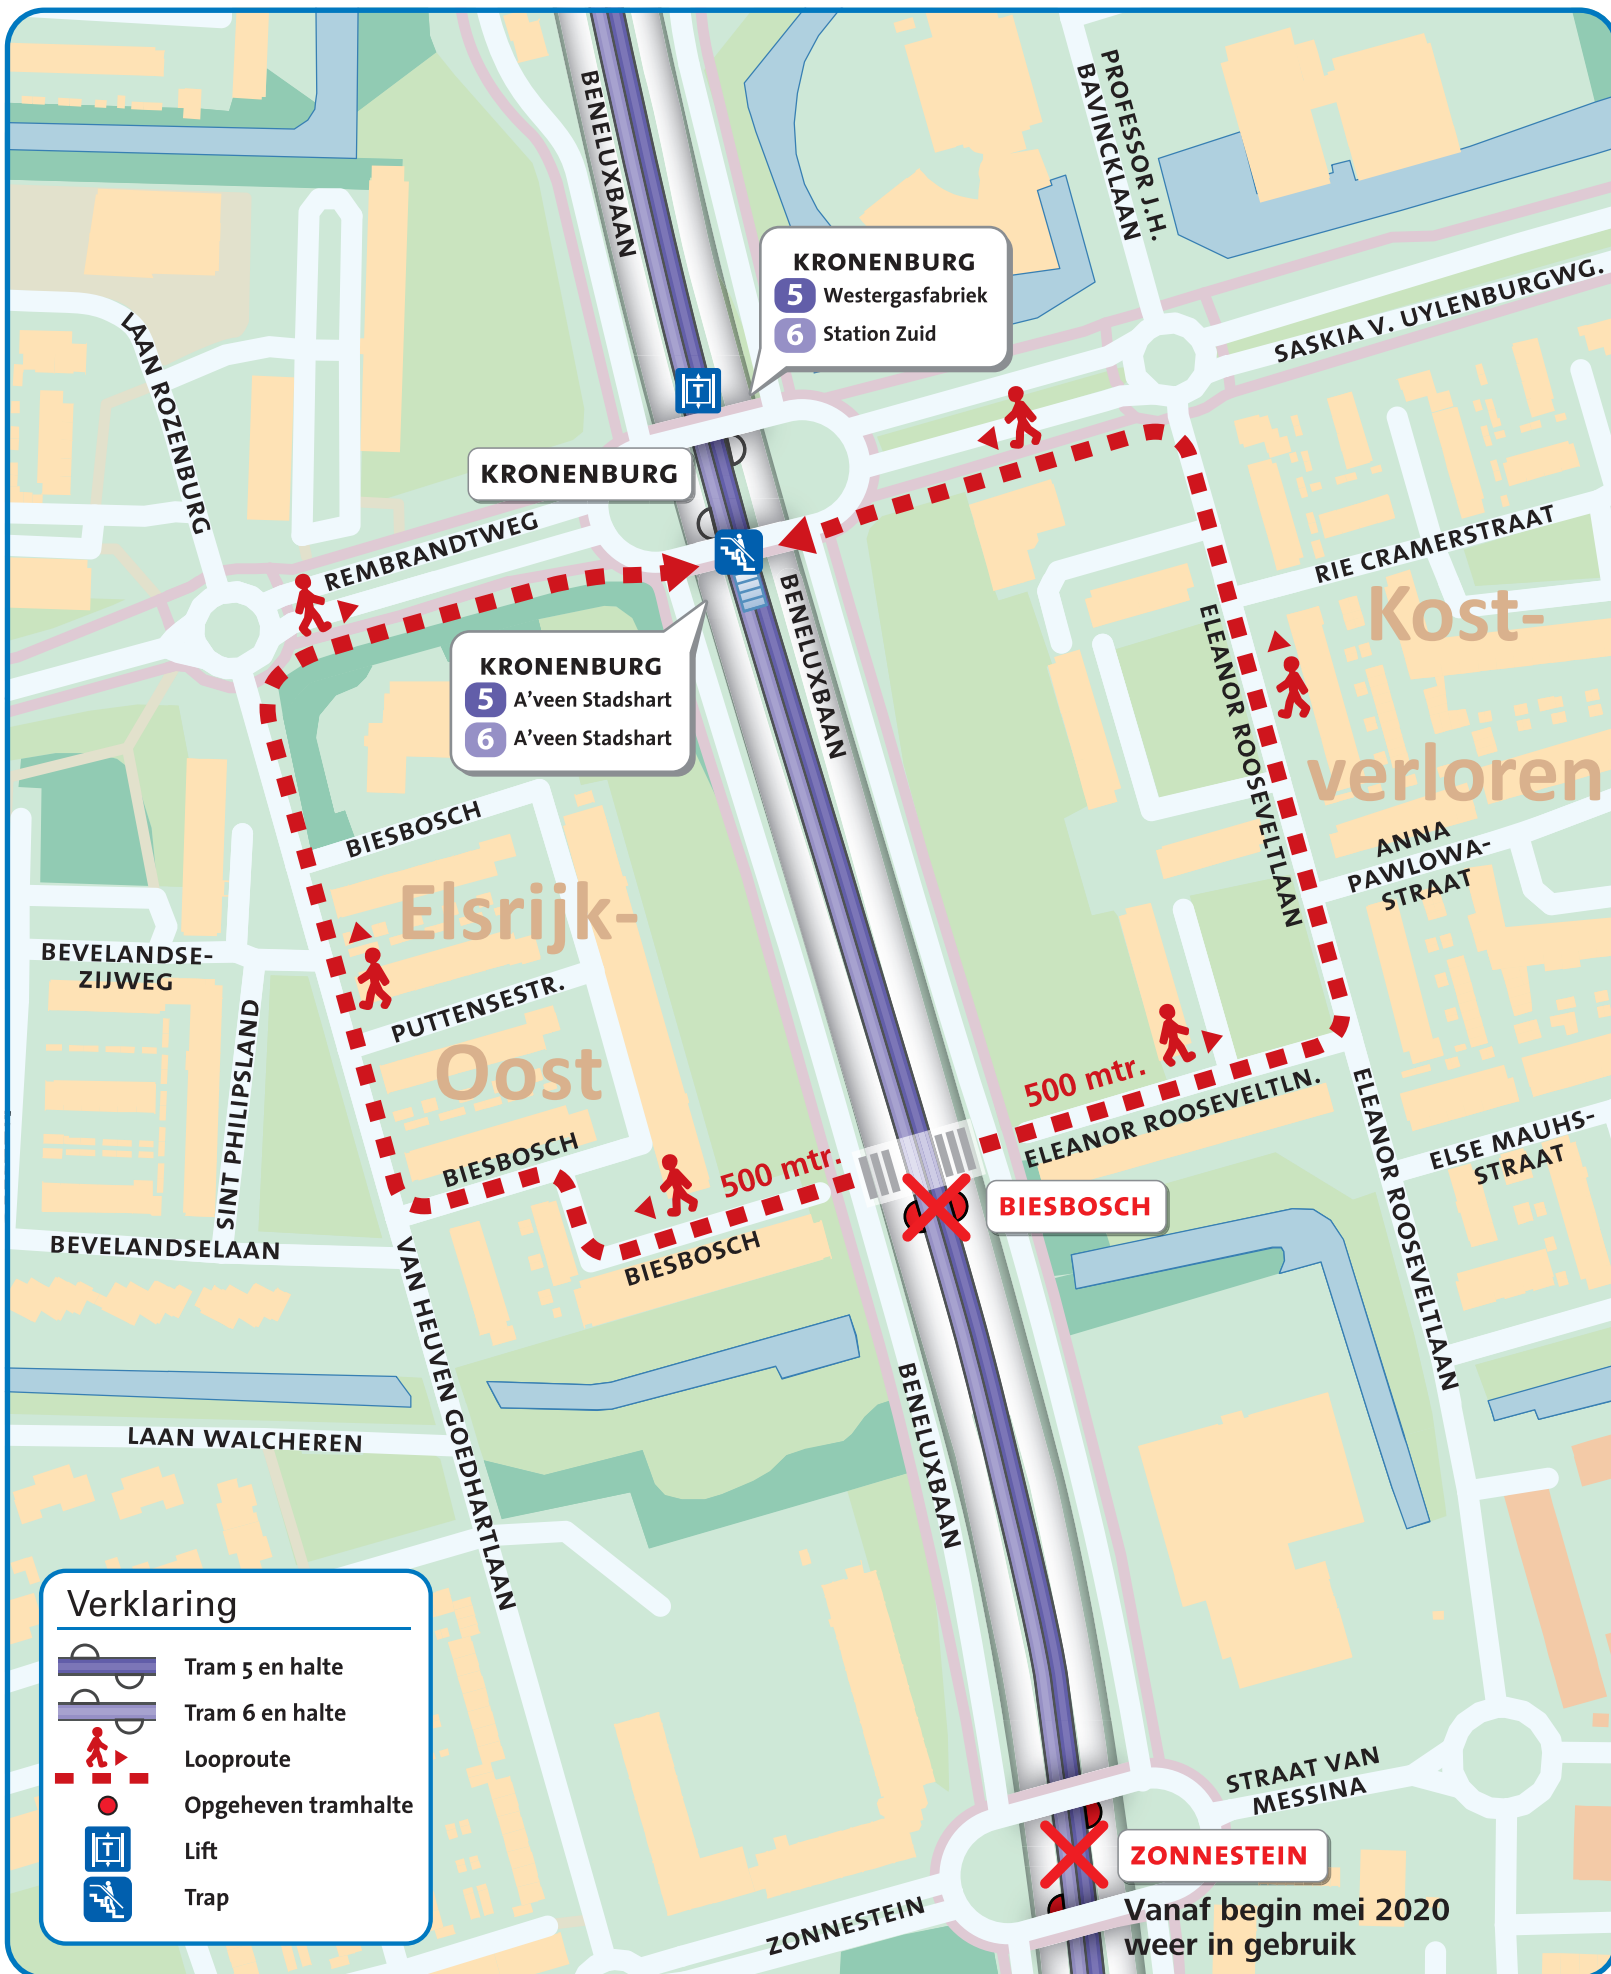 BENELUXBAAN
PROFESSOR J.H.
BAVINCKLAAN
KRONENBURG
5 Westergasfabriek
6 Station Zuid
SASKIA V. UYLENBURGWG.
LAAN ROZENBURG
T
KRONENBURG
REMBRANDTWEG
RIE CRAMERSTRAAT
Kost-
verloren
BENELUXBAAN
ELEANOR ROOSEVELTLAAN
KRONENBURG
5 A'veen Stadshart
6 A'veen Stadshart
BIESBOSCH
ANNA
PAWLOWA-
STRAAT
Elsrijk-
Oost
BEVELANDSE-
ZIJWEG
PUTTENSESTR.
SINT PHILIPSLAND
500 mtr.
ELEANOR ROOSEVELTLN.
BIESBOSCH
500 mtr.
BIESBOSCH
ELSE MAUHS-
STRAAT
BIESBOSCH
BEVELANDSELAAN
VAN HEUVEN GOEDHARTLAAN
ELEANOR ROOSEVELTLAAN
BENELUXBAAN
LAAN WALCHEREN
Verklaring
Tram 5 en halte
Tram 6 en halte
Looproute
Opgeheven tramhalte
T Lift
Trap
STRAAT VAN
MESSINA
ZONNESTEIN
ZONNESTEIN
Vanaf begin mei 2020
weer in gebruik